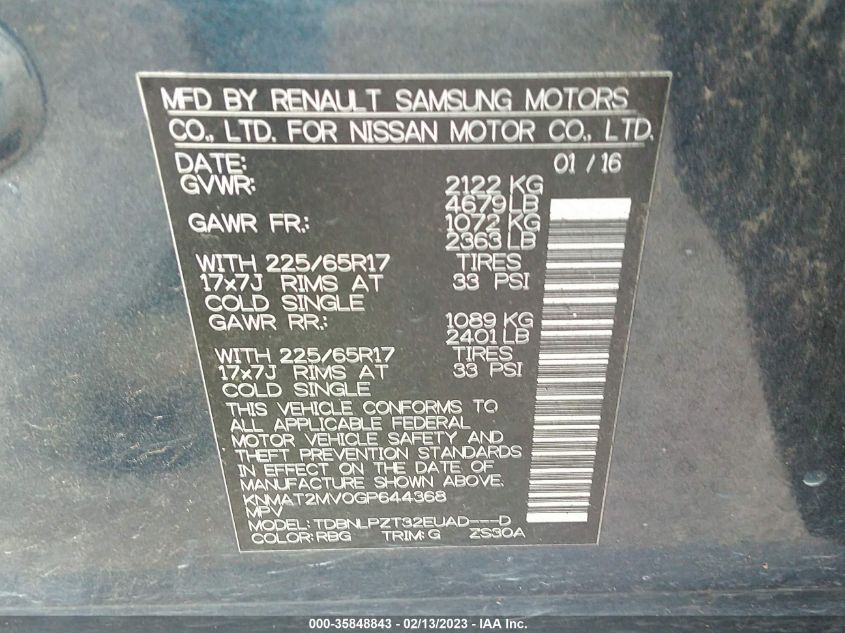 MFD BY RENAULT SAMSUNG MOTORS
CO., LTD. FOR NISSAN MOTOR CO., LTD.
DATE: 01 / 16
GVWR: 2122 KG
4679 LB
GAWR FR.: 1072 KG
2363 LB
WITH 225/65R17 TIRES
17x7J RIMS AT 33 PSI
COLD SINGLE
GAWR RR.: 1089 KG
2401 LB
WITH 225/65R17 TIRES
17x7J RIMS AT 33 PSI
COLD SINGLE
THIS VEHICLE CONFORMS TO
ALL APPLICABLE FEDERAL
MOTOR VEHICLE SAFETY AND
THEFT PREVENTION STANDARDS
IN EFFECT ON THE DATE OF
MANUFACTURE SHOWN ABOVE.
KNMAT2MV0GP644368
MPV
MODEL: TDBNLPZT32EUAD---D
COLOR: RBG TRIM: G ZS30A
000-35848843 - 02/13/2023 - IAA Inc.